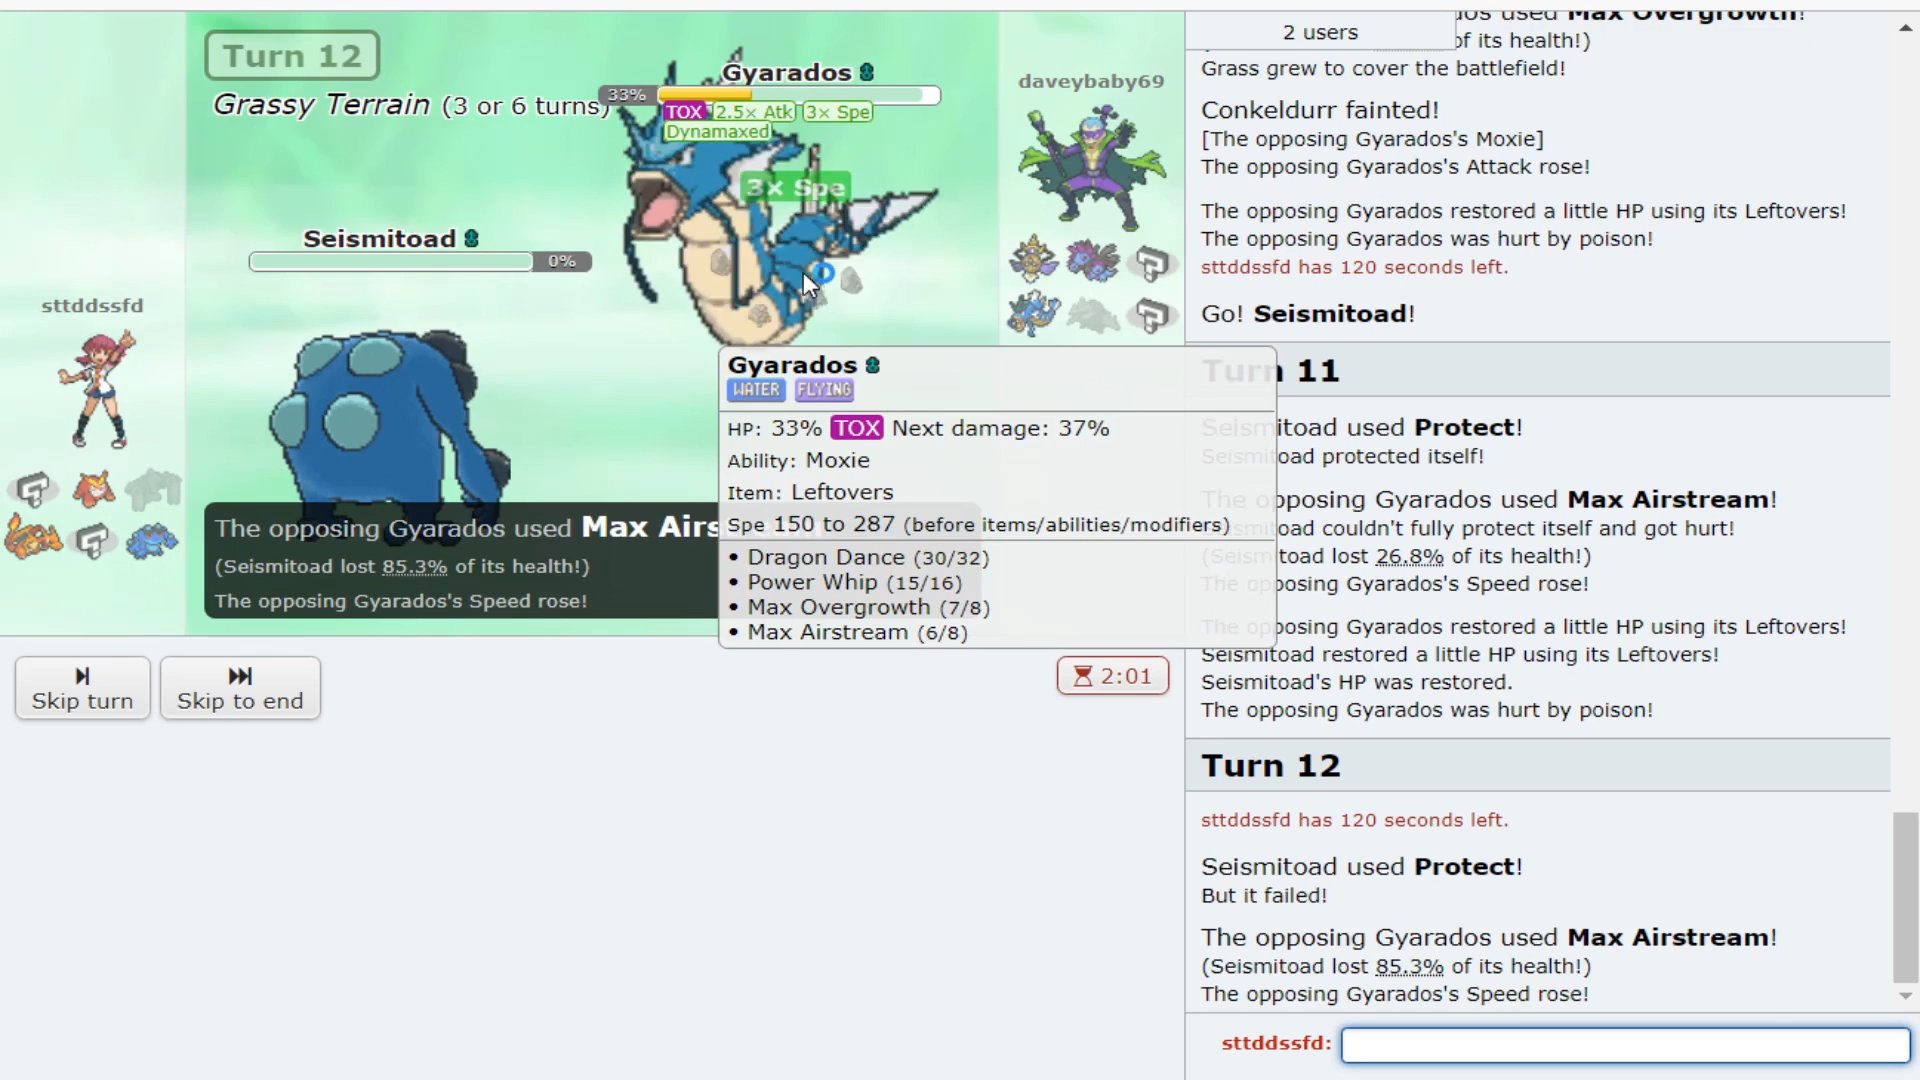 Turn 12
Grassy Terrain (3 or 6 turns)
Gyarados
33%
TOX 2.5× Atk 3× Spe
Dynamaxed
3× Spe
Seismitoad
0%
sttddssfd
daveybaby69
The opposing Gyarados used Max Airs
(Seismitoad lost 85.3% of its health!)
The opposing Gyarados's Speed rose!
Gyarados
WATER FLYING
HP: 33% TOX Next damage: 37%
Ability: Moxie
Item: Leftovers
Spe 150 to 287 (before items/abilities/modifiers)
• Dragon Dance (30/32)
• Power Whip (15/16)
• Max Overgrowth (7/8)
• Max Airstream (6/8)
Skip turn
Skip to end
2:01
2 users
dos used Max Overgrowth!
of its health!)
Grass grew to cover the battlefield!
Conkeldurr fainted!
[The opposing Gyarados's Moxie]
The opposing Gyarados's Attack rose!
The opposing Gyarados restored a little HP using its Leftovers!
The opposing Gyarados was hurt by poison!
sttddssfd has 120 seconds left.
Go! Seismitoad!
Turn 11
Seismitoad used Protect!
Seismitoad protected itself!
The opposing Gyarados used Max Airstream!
Seismitoad couldn't fully protect itself and got hurt!
(Seismitoad lost 26.8% of its health!)
The opposing Gyarados's Speed rose!
The opposing Gyarados restored a little HP using its Leftovers!
Seismitoad restored a little HP using its Leftovers!
Seismitoad's HP was restored.
The opposing Gyarados was hurt by poison!
Turn 12
sttddssfd has 120 seconds left.
Seismitoad used Protect!
But it failed!
The opposing Gyarados used Max Airstream!
(Seismitoad lost 85.3% of its health!)
The opposing Gyarados's Speed rose!
sttddssfd: